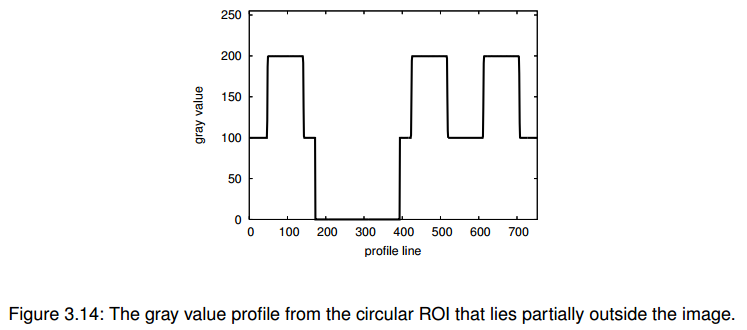 250
200
150
100
50
0
gray value
0 100 200 300 400 500 600 700
profile line
Figure 3.14: The gray value profile from the circular ROI that lies partially outside the image.